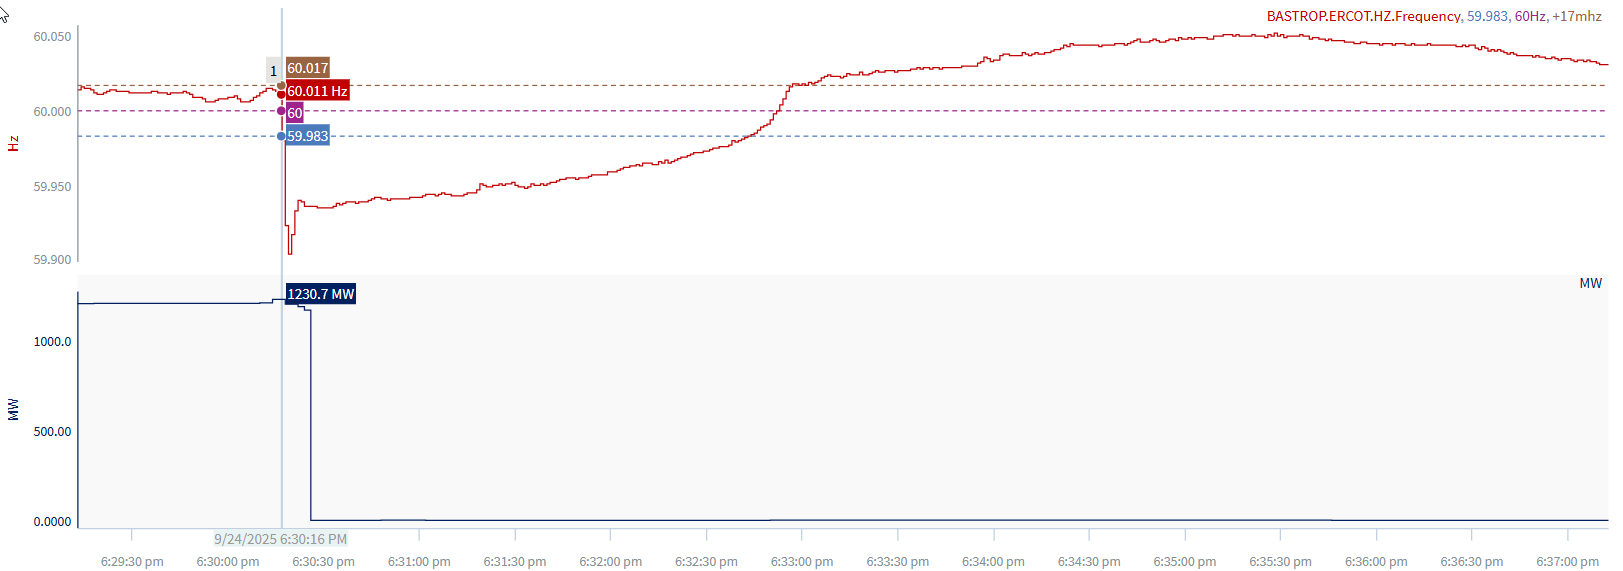 BASTROP.ERCOT.HZ.Frequency, 59.983, 60Hz, +17mhz
60.050
60.000
59.950
59.900
Hz
1
60.017
60.011 Hz
60
59.983
MW
1230.7 MW
1000.0
500.00
0.0000
MW
9/24/2025 6:30:16 PM
6:29:30 pm 6:30:00 pm 6:30:30 pm 6:31:00 pm 6:31:30 pm 6:32:00 pm 6:32:30 pm 6:33:00 pm 6:33:30 pm 6:34:00 pm 6:34:30 pm 6:35:00 pm 6:35:30 pm 6:36:00 pm 6:36:30 pm 6:37:00 pm